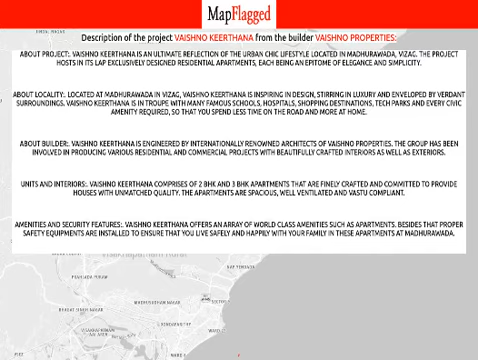 MapFlagged
Description of the project VAISHNO KEERTHANA from the builder VAISHNO PROPERTIES:
ABOUT PROJECT:: VAISHNO KEERTHANA IS AN ULTIMATE REFLECTION OF THE URBAN CHIC LIFESTYLE LOCATED IN MADHURAWADA, VIZAG. THE PROJECT
HOSTS IN ITS LAP EXCLUSIVELY DESIGNED RESIDENTIAL APARTMENTS, EACH BEING AN EPITOME OF ELEGANCE AND SIMPLICITY.
ABOUT LOCALITY:: LOCATED AT MADHURAWADA IN VIZAG, VAISHNO KEERTHANA IS INSPIRING IN DESIGN, STIRRING IN LUXURY AND ENVELOPED BY VERDANT
SURROUNDINGS. VAISHNO KEERTHANA IS IN TROUPE WITH MANY FAMOUS SCHOOLS, HOSPITALS, SHOPPING DESTINATIONS, TECH PARKS AND EVERY CIVIC
AMENITY REQUIRED, SO THAT YOU SPEND LESS TIME ON THE ROAD AND MORE AT HOME.
ABOUT BUILDER:: VAISHNO KEERTHANA IS ENGINEERED BY INTERNATIONALLY RENOWNED ARCHITECTS OF VAISHNO PROPERTIES. THE GROUP HAS BEEN
INVOLVED IN PRODUCING VARIOUS RESIDENTIAL AND COMMERCIAL PROJECTS WITH BEAUTIFULLY CRAFTED INTERIORS AS WELL AS EXTERIORS.
UNITS AND INTERIORS:: VAISHNO KEERTHANA COMPRISES OF 2 BHK AND 3 BHK APARTMENTS THAT ARE FINELY CRAFTED AND COMMITTED TO PROVIDE
HOUSES WITH UNMATCHED QUALITY. THE APARTMENTS ARE SPACIOUS, WELL VENTILATED AND VASTU COMPLIANT.
AMENITIES AND SECURITY FEATURES:: VAISHNO KEERTHANA OFFERS AN ARRAY OF WORLD CLASS AMENITIES SUCH AS APARTMENTS. BESIDES THAT PROPER
SAFETY EQUIPMENTS ARE INSTALLED TO ENSURE THAT YOU LIVE SAFELY AND HAPPILY WITH YOUR FAMILY IN THESE APARTMENTS AT MADHURAWADA.